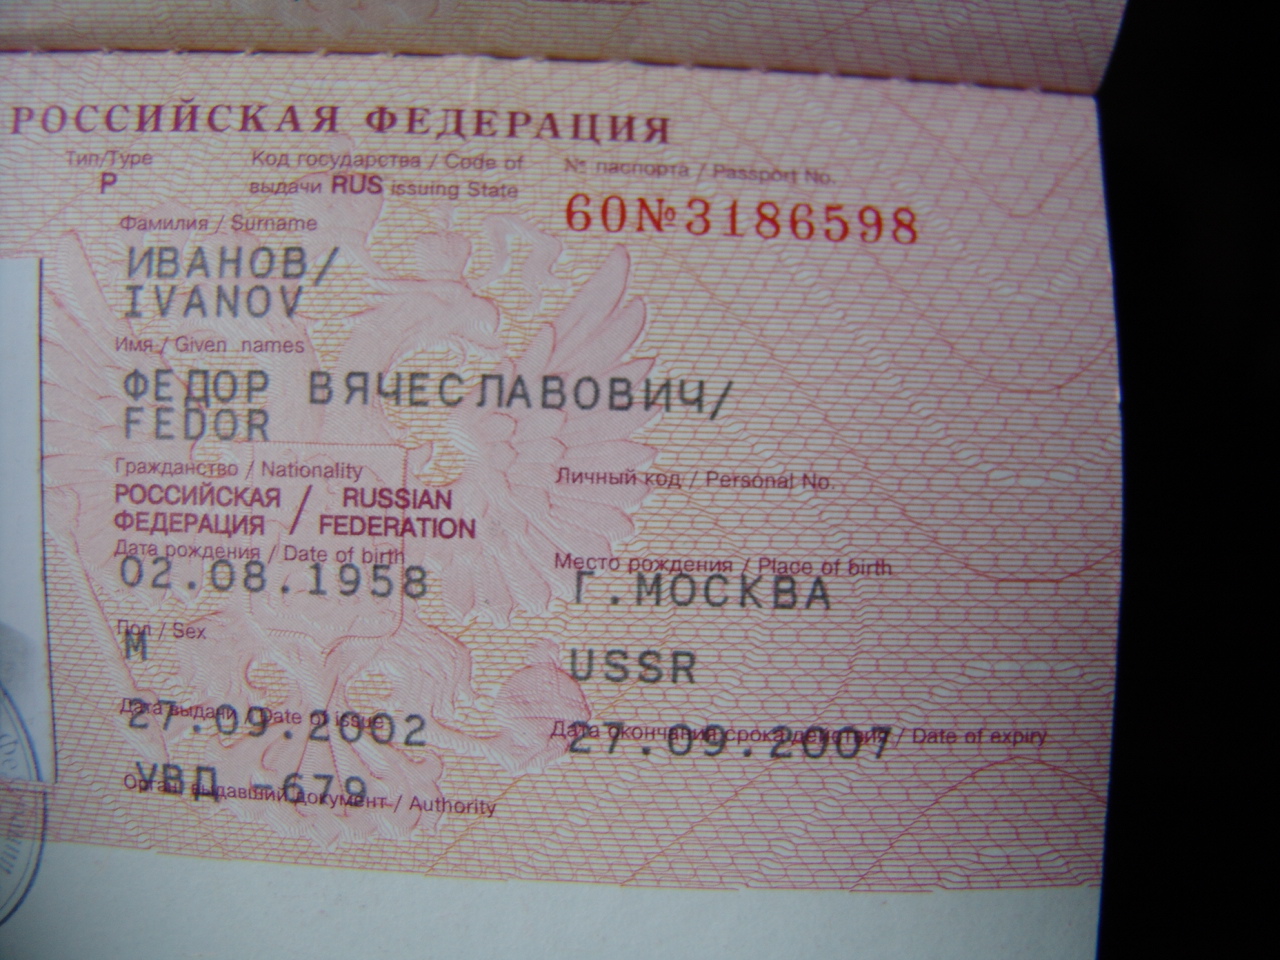 РОССИЙСКАЯ ФЕДЕРАЦИЯ
Тип/Type
P
Код государства / Code of
выдачи RUS issuing State
№ паспорта / Passport No.
60№3186598
Фамилия / Surname
ИВАНОВ/
IVANOV
Имя / Given names
ФЕДОР ВЯЧЕСЛАВОВИЧ/
FEDOR
Гражданство / Nationality
РОССИЙСКАЯ / RUSSIAN
ФЕДЕРАЦИЯ / FEDERATION
Личный код / Personal No.
Дата рождения / Date of birth
02.08.1958
Место рождения / Place of birth
Г.МОСКВА
Пол / Sex
М
USSR
Дата выдачи / Date of issue
27.09.2002
Дата окончания срока действия / Date of expiry
27.09.2007
УВД -679
Орган, выдавший документ / Authority